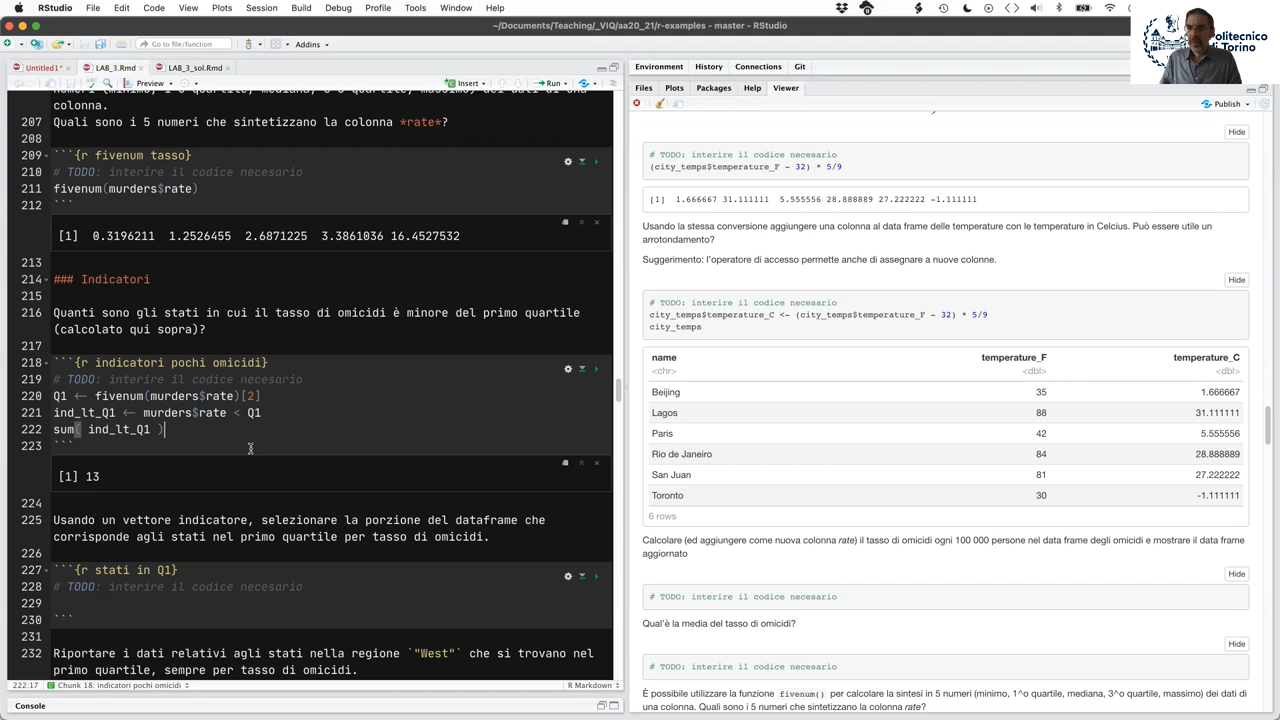 RStudio File Edit Code View Plots Session Build Debug Profile Tools Window Help
~/Documents/Teaching/_VIQ/aa20_21/r-examples - master - RStudio
Go to file/function Addins
Politecnico
di Torino
Untitled1* LAB_3.Rmd LAB_3_sol.Rmd
Preview Insert Run
colonna.
207 Quali sono i 5 numeri che sintetizzano la colonna *rate*?
208
209 ```{r fivenum tasso}
210 # TODO: interire il codice necesario
211 fivenum(murders$rate)
212 ```
[1] 0.3196211 1.2526455 2.6871225 3.3861036 16.4527532
213
214 ### Indicatori
215
216 Quanti sono gli stati in cui il tasso di omicidi è minore del primo quartile
(calcolato qui sopra)?
217
218 ```{r indicatori pochi omicidi}
219 # TODO: interire il codice necesario
220 Q1 <- fivenum(murders$rate)[2]
221 ind_lt_Q1 <- murders$rate < Q1
222 sum( ind_lt_Q1 )
223 ```
[1] 13
224
225 Usando un vettore indicatore, selezionare la porzione del dataframe che
corrisponde agli stati nel primo quartile per tasso di omicidi.
226
227 ```{r stati in Q1}
228 # TODO: interire il codice necesario
229
230 ```
231
232 Riportare i dati relativi agli stati nella regione `"West"` che si trovano nel
primo quartile, sempre per tasso di omicidi.
222:17 Chunk 18: indicatori pochi omicidi R Markdown
Console
Environment History Connections Git
Files Plots Packages Help Viewer
Publish
Hide
# TODO: interire il codice necesario
(city_temps$temperature_F - 32) * 5/9
[1] 1.666667 31.111111 5.555556 28.888889 27.222222 -1.111111
Usando la stessa conversione aggiungere una colonna al data frame delle temperature con le temperature in Celcius. Può essere utile un
arrotondamento?
Suggerimento: l'operatore di accesso permette anche di assegnare a nuove colonne.
Hide
# TODO: interire il codice necesario
city_temps$temperature_C <- (city_temps$temperature_F - 32) * 5/9
city_temps
name temperature_F temperature_C
<chr> <dbl> <dbl>
Beijing 35 1.666667
Lagos 88 31.111111
Paris 42 5.555556
Rio de Janeiro 84 28.888889
San Juan 81 27.222222
Toronto 30 -1.111111
6 rows
Calcolare (ed aggiungere come nuova colonna rate) il tasso di omicidi ogni 100 000 persone nel data frame degli omicidi e mostrare il data frame
aggiornato
Hide
# TODO: interire il codice necesario
Qual'è la media del tasso di omicidi?
Hide
# TODO: interire il codice necesario
È possibile utilizzare la funzione fivenum() per calcolare la sintesi in 5 numeri (minimo, 1^o quartile, mediana, 3^o quartile, massimo) dei dati di
una colonna. Quali sono i 5 numeri che sintetizzano la colonna rate?